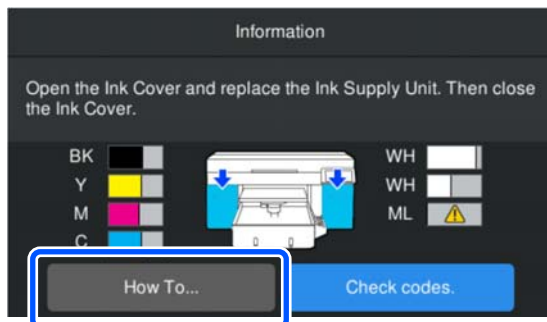 Information
Open the Ink Cover and replace the Ink Supply Unit. Then close
the Ink Cover.
BK
WH
Y
WH
M
ML
C
How To...
Check codes.